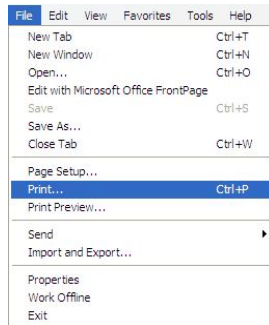 File Edit View Favorites Tools Help
New Tab Ctrl+T
New Window Ctrl+N
Open... Ctrl+O
Edit with Microsoft Office FrontPage
Save Ctrl+S
Save As...
Close Tab Ctrl+W
Page Setup...
Print... Ctrl+P
Print Preview...
Send
Import and Export...
Properties
Work Offline
Exit